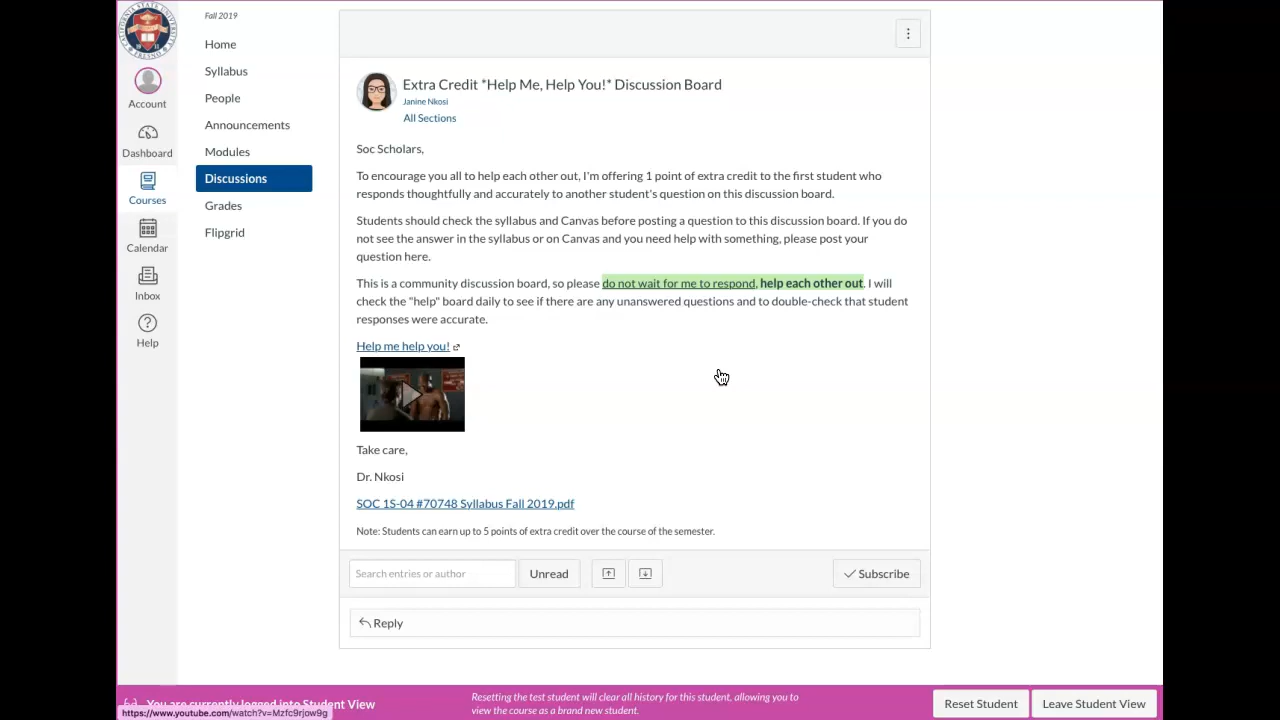 Fall 2019
Home
Syllabus
People
Announcements
Modules
Discussions
Grades
Flipgrid
Account
Dashboard
Courses
Calendar
Inbox
Help
Extra Credit *Help Me, Help You!* Discussion Board
Janine Nkosi
All Sections
Soc Scholars,
To encourage you all to help each other out, I'm offering 1 point of extra credit to the first student who
responds thoughtfully and accurately to another student's question on this discussion board.
Students should check the syllabus and Canvas before posting a question to this discussion board. If you do
not see the answer in the syllabus or on Canvas and you need help with something, please post your
question here.
This is a community discussion board, so please do not wait for me to respond, help each other out. I will
check the "help" board daily to see if there are any unanswered questions and to double-check that student
responses were accurate.
Help me help you!
Take care,
Dr. Nkosi
SOC 1S-04 #70748 Syllabus Fall 2019.pdf
Note: Students can earn up to 5 points of extra credit over the course of the semester.
Search entries or author
Unread
Subscribe
Reply
You are currently logged into Student View
https://www.youtube.com/watch?v=Mzfc9rjow9g
Resetting the test student will clear all history for this student, allowing you to
view the course as a brand new student.
Reset Student
Leave Student View